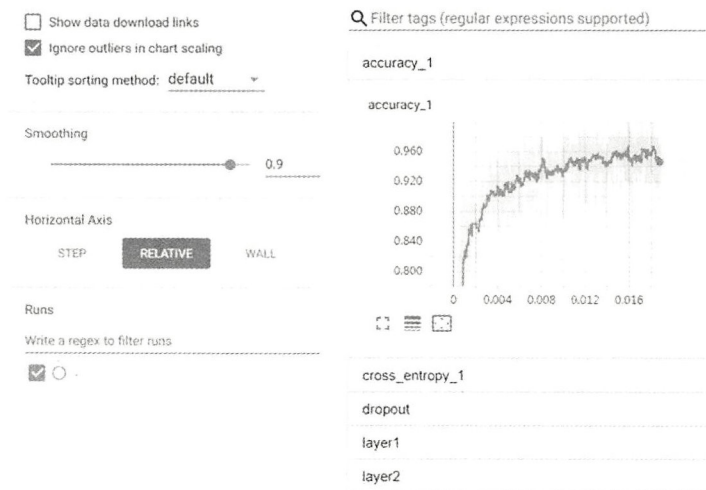 Show data download links
Ignore outliers in chart scaling
Tooltip sorting method: default
Smoothing
0.9
Horizontal Axis
STEP RELATIVE WALL
Runs
Write a regex to filter runs
.
Filter tags (regular expressions supported)
accuracy_1
accuracy_1
0.960
0.920
0.880
0.840
0.800
0 0.004 0.008 0.012 0.016
cross_entropy_1
dropout
layer1
layer2